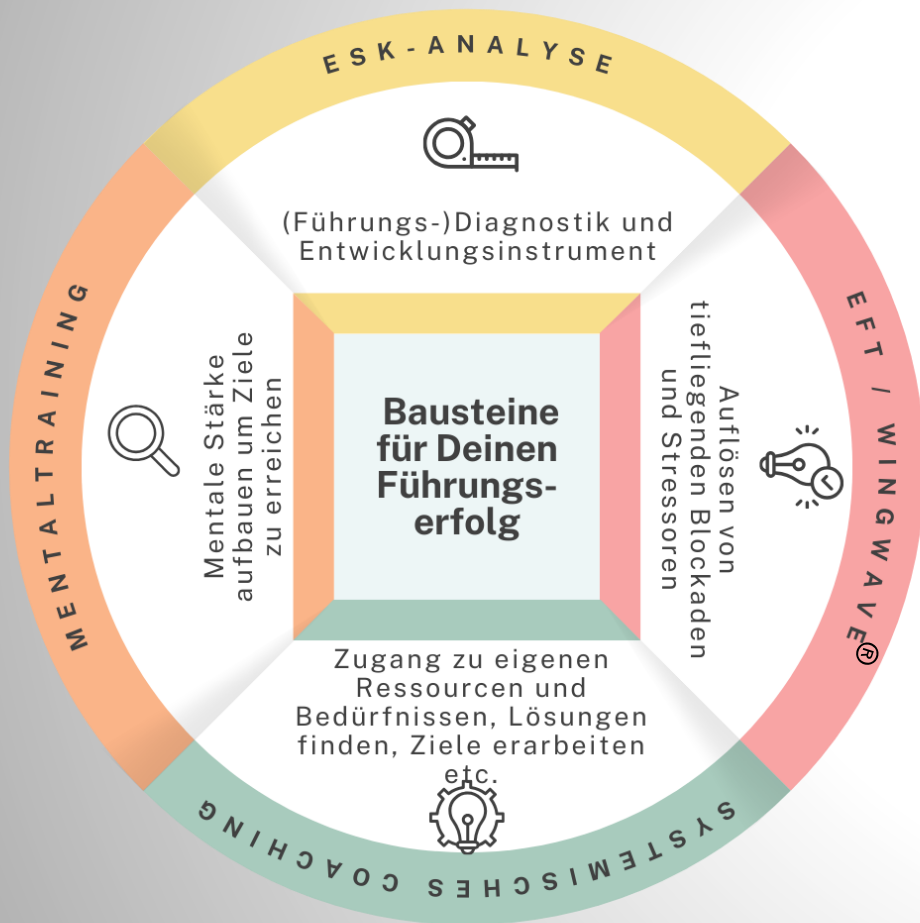 ESK-ANALYSE
(Führungs-)Diagnostik und
Entwicklungsinstrument
EFT / WINGWAVE®
Auflösen von
tiefliegenden Blockaden
und Stressoren
Bausteine
für Deinen
Führungs-
erfolg
MENTALTRAINING
Mentale Stärke
aufbauen um Ziele
zu erreichen
Zugang zu eigenen
Ressourcen und
Bedürfnissen, Lösungen
finden, Ziele erarbeiten
etc.
SYSTEMISCHES COACHING